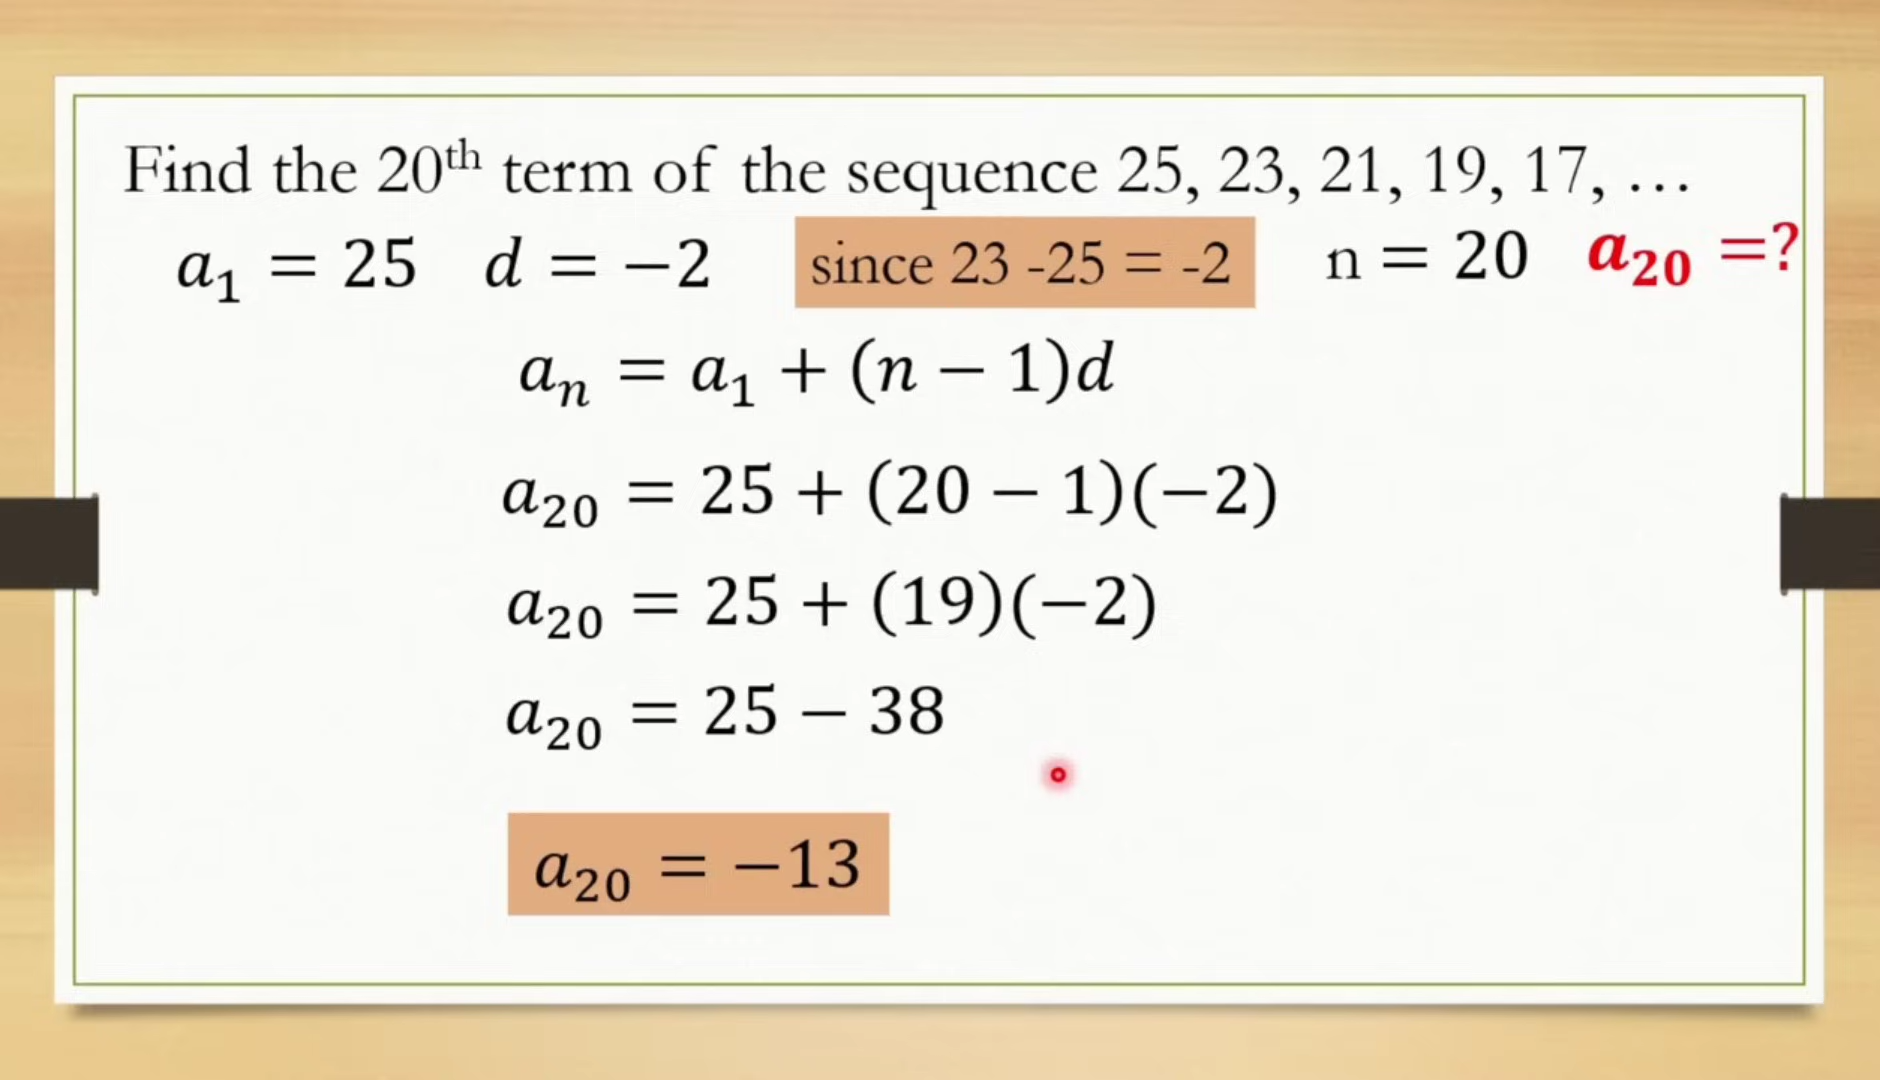 Find the 20th term of the sequence 25, 23, 21, 19, 17, …
a₁ = 25 d = −2 since 23 -25 = -2 n = 20 a₂₀ =?
aₙ = a₁ + (n − 1)d
a₂₀ = 25 + (20 − 1)(−2)
a₂₀ = 25 + (19)(−2)
a₂₀ = 25 − 38
a₂₀ = −13